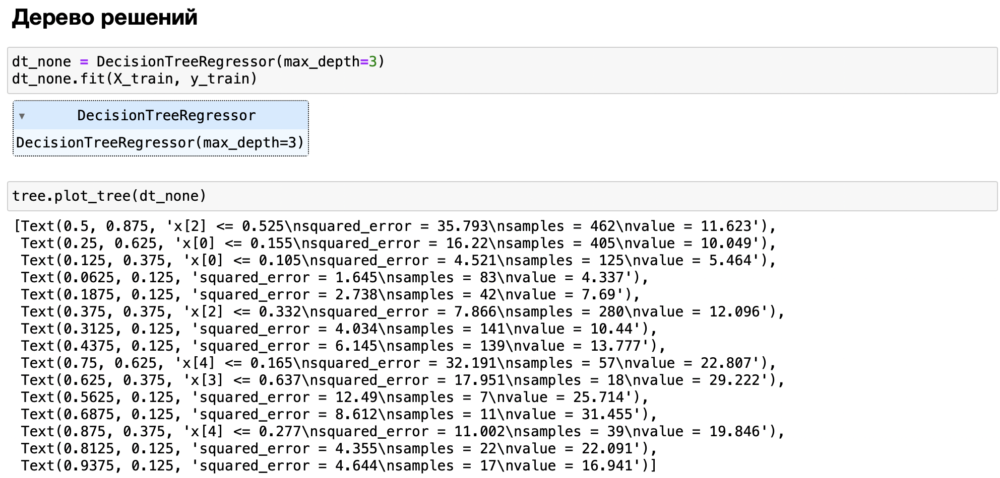 Дерево решений
dt_none = DecisionTreeRegressor(max_depth=3)
dt_none.fit(X_train, y_train)
▾ DecisionTreeRegressor
DecisionTreeRegressor(max_depth=3)
tree.plot_tree(dt_none)
[Text(0.5, 0.875, 'x[2] <= 0.525\nsquared_error = 35.793\nsamples = 462\nvalue = 11.623'),
Text(0.25, 0.625, 'x[0] <= 0.155\nsquared_error = 16.22\nsamples = 405\nvalue = 10.049'),
Text(0.125, 0.375, 'x[0] <= 0.105\nsquared_error = 4.521\nsamples = 125\nvalue = 5.464'),
Text(0.0625, 0.125, 'squared_error = 1.645\nsamples = 83\nvalue = 4.337'),
Text(0.1875, 0.125, 'squared_error = 2.738\nsamples = 42\nvalue = 7.69'),
Text(0.375, 0.375, 'x[2] <= 0.332\nsquared_error = 7.866\nsamples = 280\nvalue = 12.096'),
Text(0.3125, 0.125, 'squared_error = 4.034\nsamples = 141\nvalue = 10.44'),
Text(0.4375, 0.125, 'squared_error = 6.145\nsamples = 139\nvalue = 13.777'),
Text(0.75, 0.625, 'x[4] <= 0.165\nsquared_error = 32.191\nsamples = 57\nvalue = 22.807'),
Text(0.625, 0.375, 'x[3] <= 0.637\nsquared_error = 17.951\nsamples = 18\nvalue = 29.222'),
Text(0.5625, 0.125, 'squared_error = 12.49\nsamples = 7\nvalue = 25.714'),
Text(0.6875, 0.125, 'squared_error = 8.612\nsamples = 11\nvalue = 31.455'),
Text(0.875, 0.375, 'x[4] <= 0.277\nsquared_error = 11.002\nsamples = 39\nvalue = 19.846'),
Text(0.8125, 0.125, 'squared_error = 4.355\nsamples = 22\nvalue = 22.091'),
Text(0.9375, 0.125, 'squared_error = 4.644\nsamples = 17\nvalue = 16.941')]